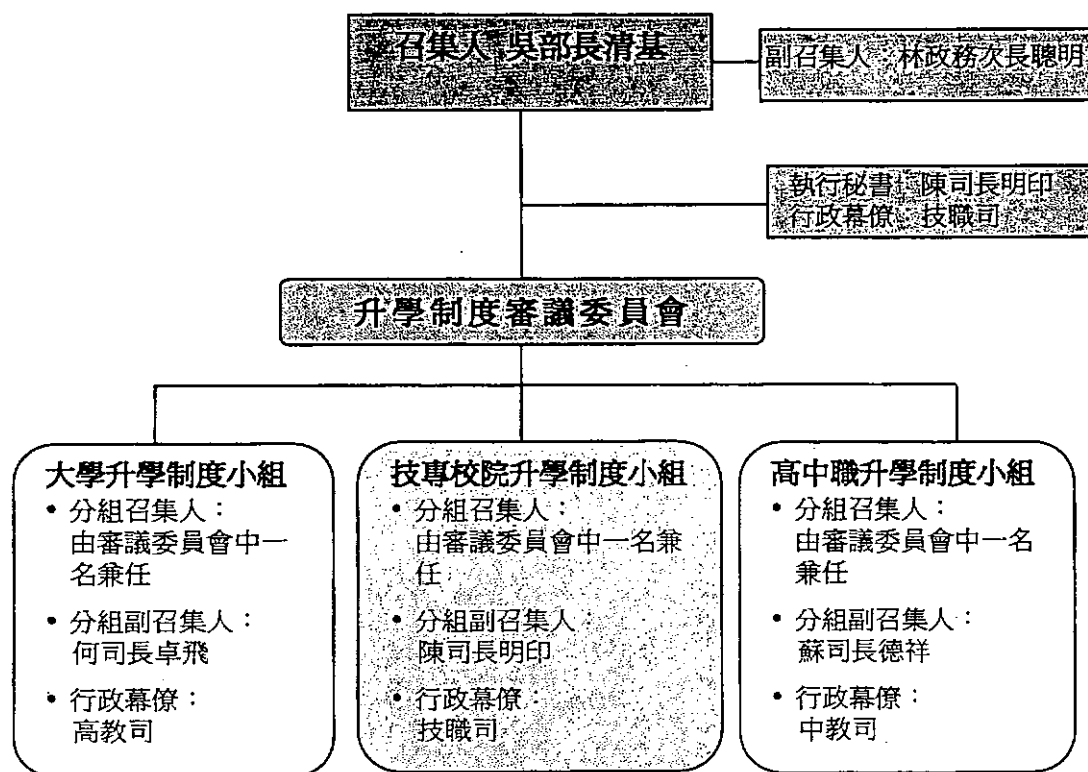 召集人 吳部長清基
副召集人：林政務次長聰明
執行秘書：陳司長明印
行政幕僚：技職司
升學制度審議委員會
大學升學制度小組
• 分組召集人：
由審議委員會中一
名兼任
• 分組副召集人：
何司長卓飛
• 行政幕僚：
高教司
技專校院升學制度小組
• 分組召集人：
由審議委員會中一名兼
任
• 分組副召集人：
陳司長明印
• 行政幕僚：
技職司
高中職升學制度小組
• 分組召集人：
由審議委員會中一名
兼任
• 分組副召集人：
蘇司長德祥
• 行政幕僚：
中教司